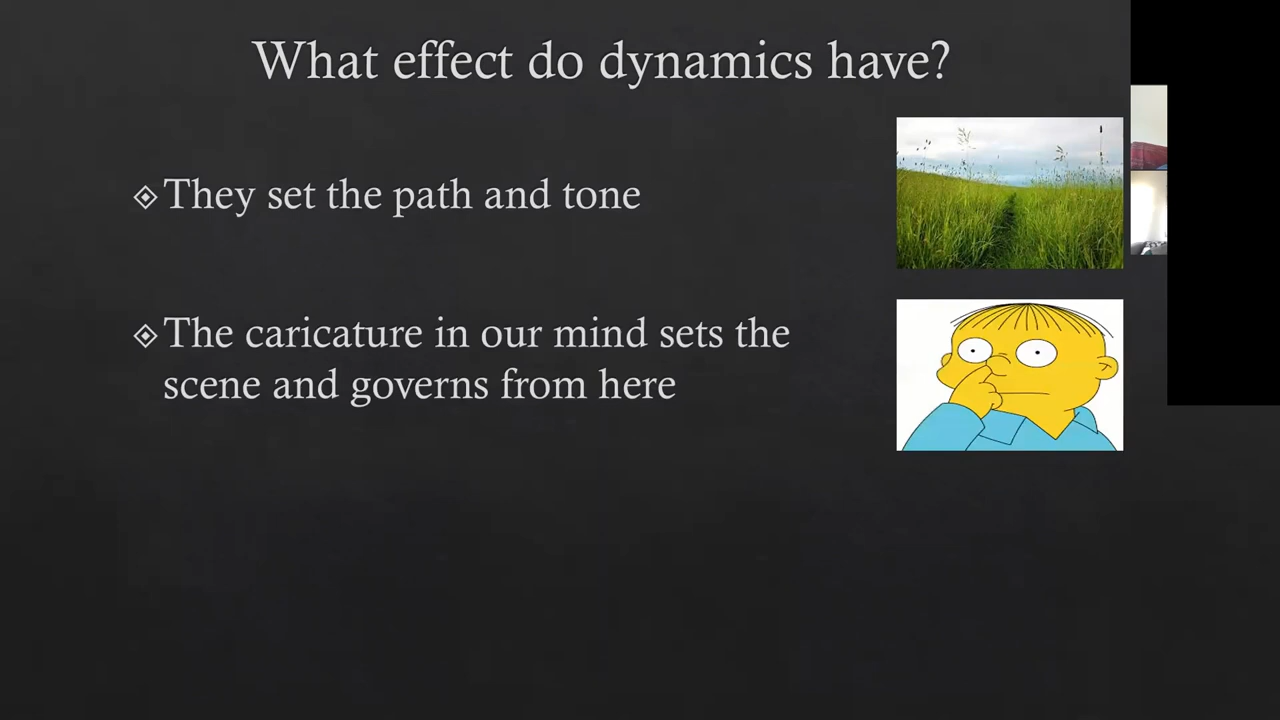 What effect do dynamics have?
They set the path and tone
The caricature in our mind sets the
scene and governs from here